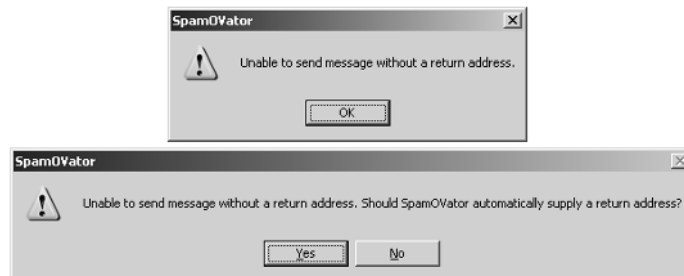 SpamOVator
Unable to send message without a return address.
OK
SpamOVator
Unable to send message without a return address. Should SpamOVator automatically supply a return address?
Yes No